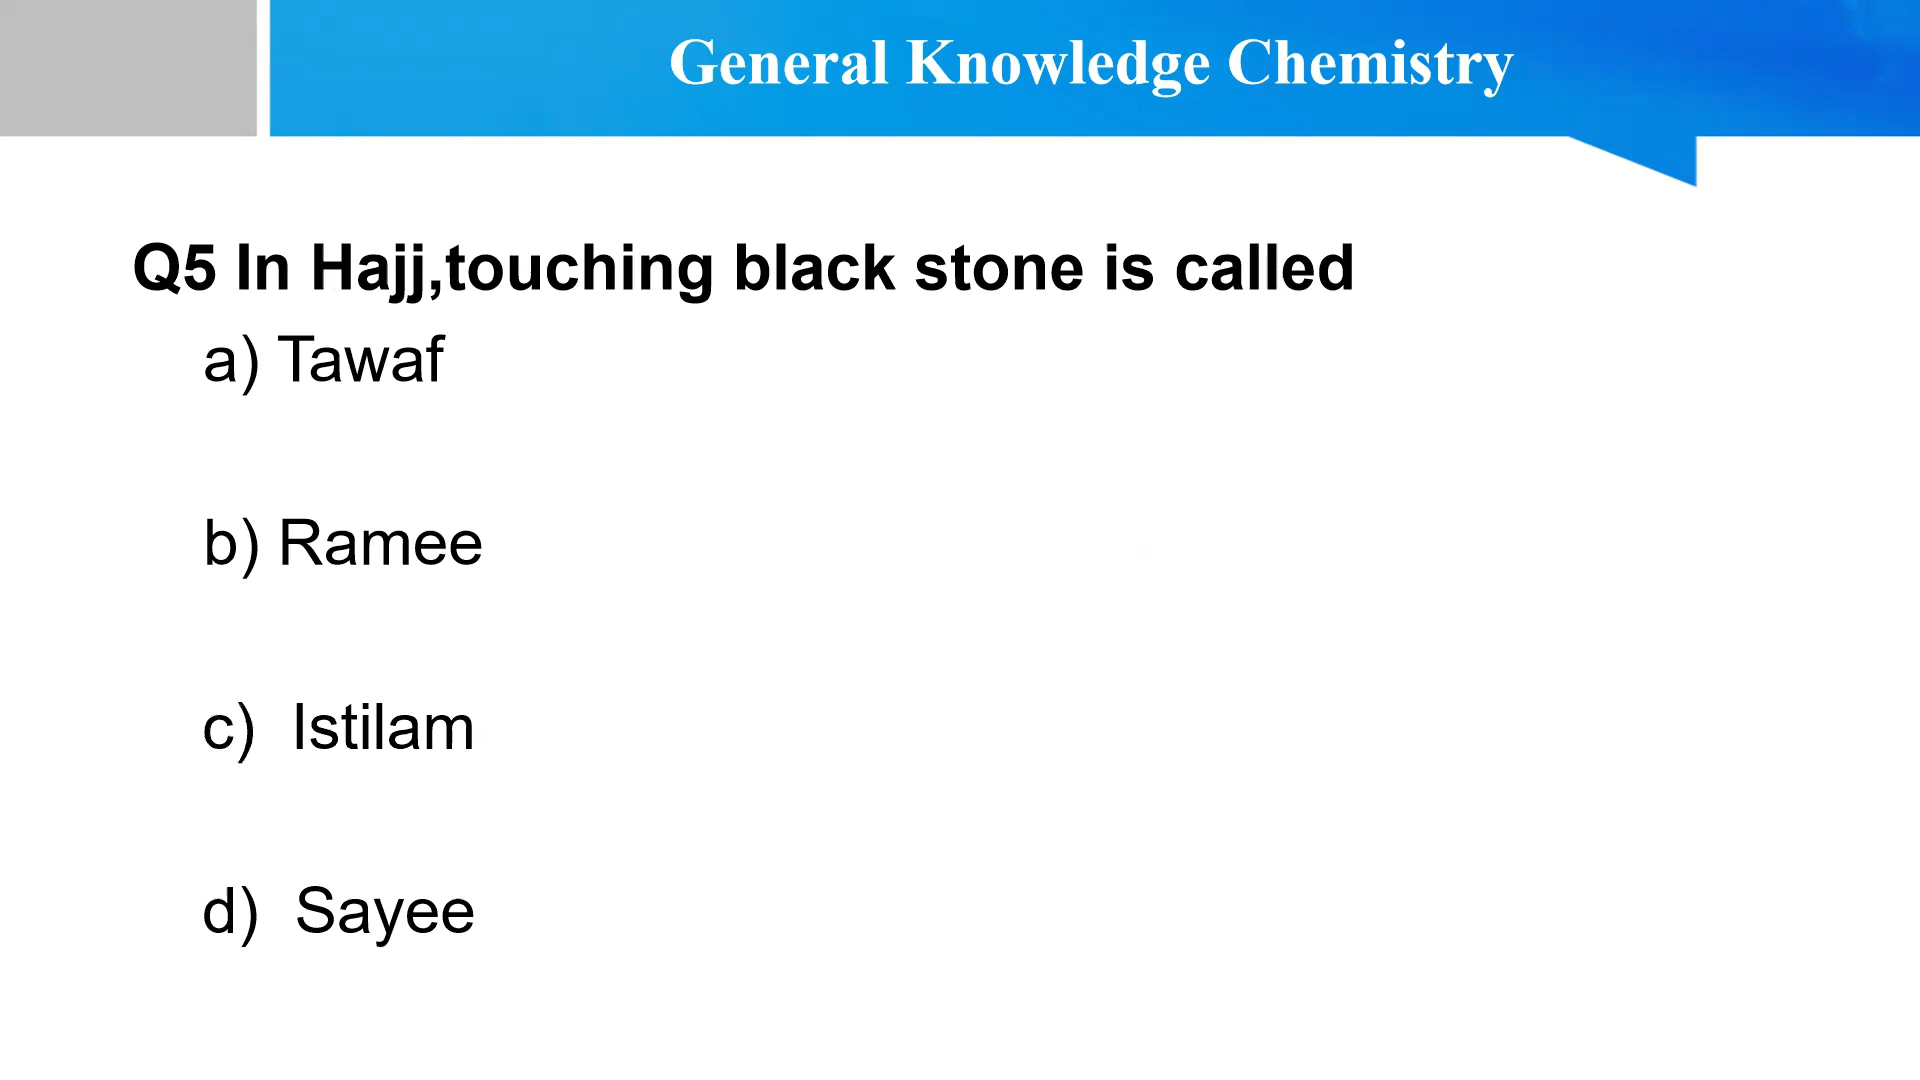 General Knowledge Chemistry
Q5 In Hajj,touching black stone is called
a) Tawaf
b) Ramee
c) Istilam
d) Sayee